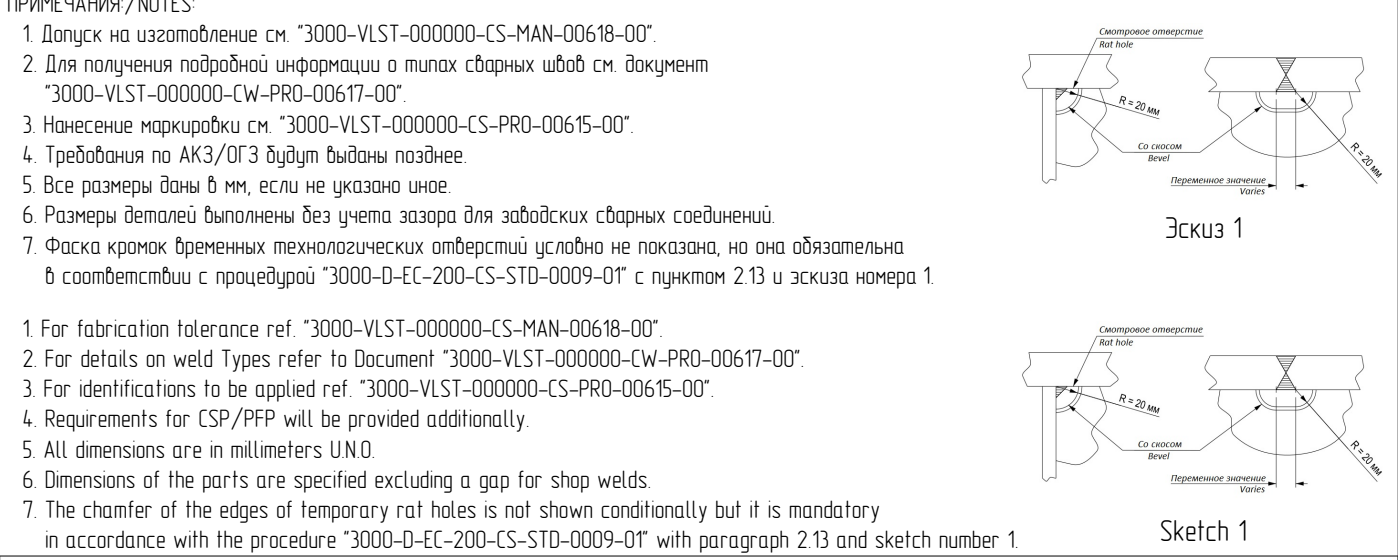 ПРИМЕЧАНИЯ:/NOTES:
1. Допуск на изготовление см. "3000-VLST-000000-CS-MAN-00618-00".
2. Для получения подробной информации о типах сварных швов см. документ
"3000-VLST-000000-CW-PRO-00617-00".
3. Нанесение маркировки см. "3000-VLST-000000-CS-PRO-00615-00".
4. Требования по АКЗ/ОГЗ будут выданы позднее.
5. Все размеры даны в мм, если не указано иное.
6. Размеры деталей выполнены без учета зазора для заводских сварных соединений.
7. Фаска кромок временных технологических отверстий условно не показана, но она обязательна
в соответствии с процедурой "3000-D-EC-200-CS-STD-0009-01" с пунктом 2.13 и эскиза номера 1.
Смотровое отверстие
Rat hole
R = 20 мм
Со скосом
Bevel
R = 20 мм
Переменное значение
Varies
Эскиз 1
1. For fabrication tolerance ref. "3000-VLST-000000-CS-MAN-00618-00".
2. For details on weld Types refer to Document "3000-VLST-000000-CW-PRO-00617-00".
3. For identifications to be applied ref. "3000-VLST-000000-CS-PRO-00615-00".
4. Requirements for CSP/PFP will be provided additionally.
5. All dimensions are in millimeters U.N.O.
6. Dimensions of the parts are specified excluding a gap for shop welds.
7. The chamfer of the edges of temporary rat holes is not shown conditionally but it is mandatory
in accordance with the procedure "3000-D-EC-200-CS-STD-0009-01" with paragraph 2.13 and sketch number 1.
Смотровое отверстие
Rat hole
R = 20 мм
Со скосом
Bevel
R = 20 мм
Переменное значение
Varies
Sketch 1